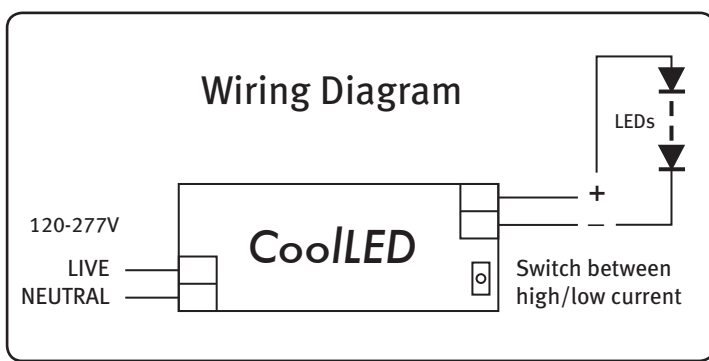 Wiring Diagram
LEDs
+
–
120-277V
LIVE
NEUTRAL
CoolLED
Switch between
high/low current